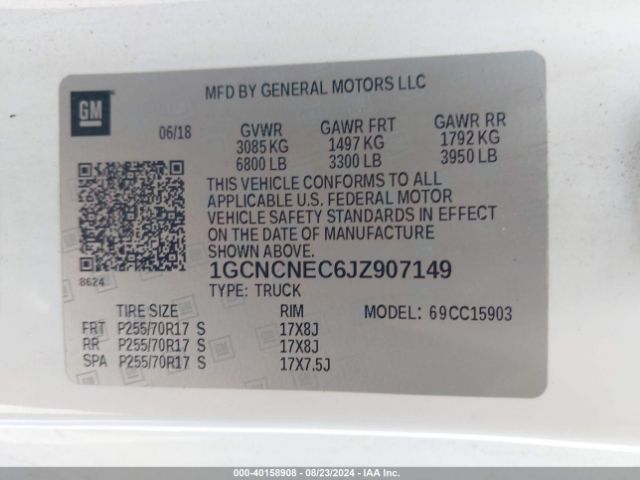 GM
MFD BY GENERAL MOTORS LLC
06/18 GVWR GAWR FRT GAWR RR
3085 KG 1497 KG 1792 KG
6800 LB 3300 LB 3950 LB
THIS VEHICLE CONFORMS TO ALL
APPLICABLE U.S. FEDERAL MOTOR
VEHICLE SAFETY STANDARDS IN EFFECT
ON THE DATE OF MANUFACTURE
SHOWN ABOVE.
8624
1GCNCNEC6JZ907149
TYPE: TRUCK
TIRE SIZE RIM MODEL: 69CC15903
FRT P255/70R17 S 17X8J
RR P255/70R17 S 17X8J
SPA P255/70R17 S 17X7.5J
000-40158908 - 08/23/2024 - IAA Inc.